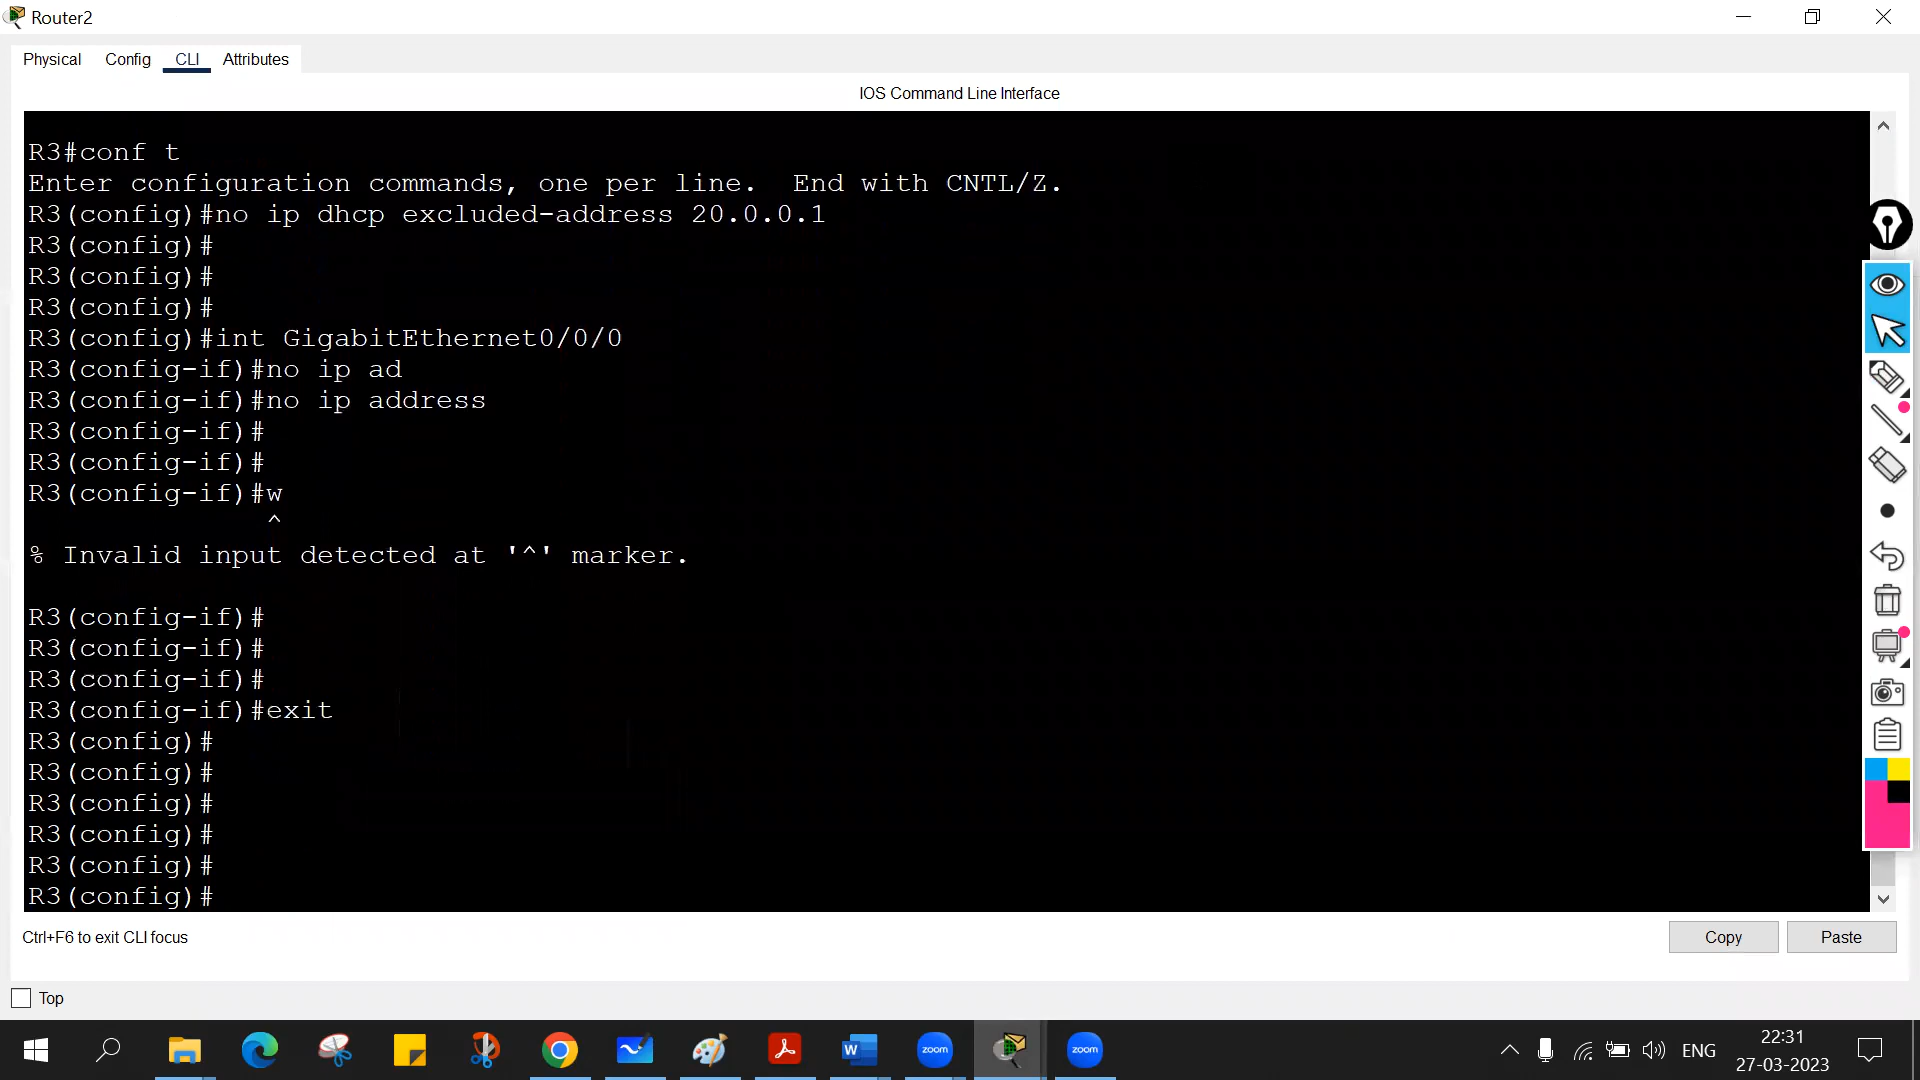 Router2
Physical Config CLI Attributes
IOS Command Line Interface
R3#conf t
Enter configuration commands, one per line.  End with CNTL/Z.
R3(config)#no ip dhcp excluded-address 20.0.0.1
R3(config)#
R3(config)#
R3(config)#
R3(config)#int GigabitEthernet0/0/0
R3(config-if)#no ip ad
R3(config-if)#no ip address
R3(config-if)#
R3(config-if)#
R3(config-if)#w
^
% Invalid input detected at '^' marker.
R3(config-if)#
R3(config-if)#
R3(config-if)#
R3(config-if)#exit
R3(config)#
R3(config)#
R3(config)#
R3(config)#
R3(config)#
R3(config)#
Ctrl+F6 to exit CLI focus
Copy Paste
Top
W zoom zoom
ENG
22:31
27-03-2023